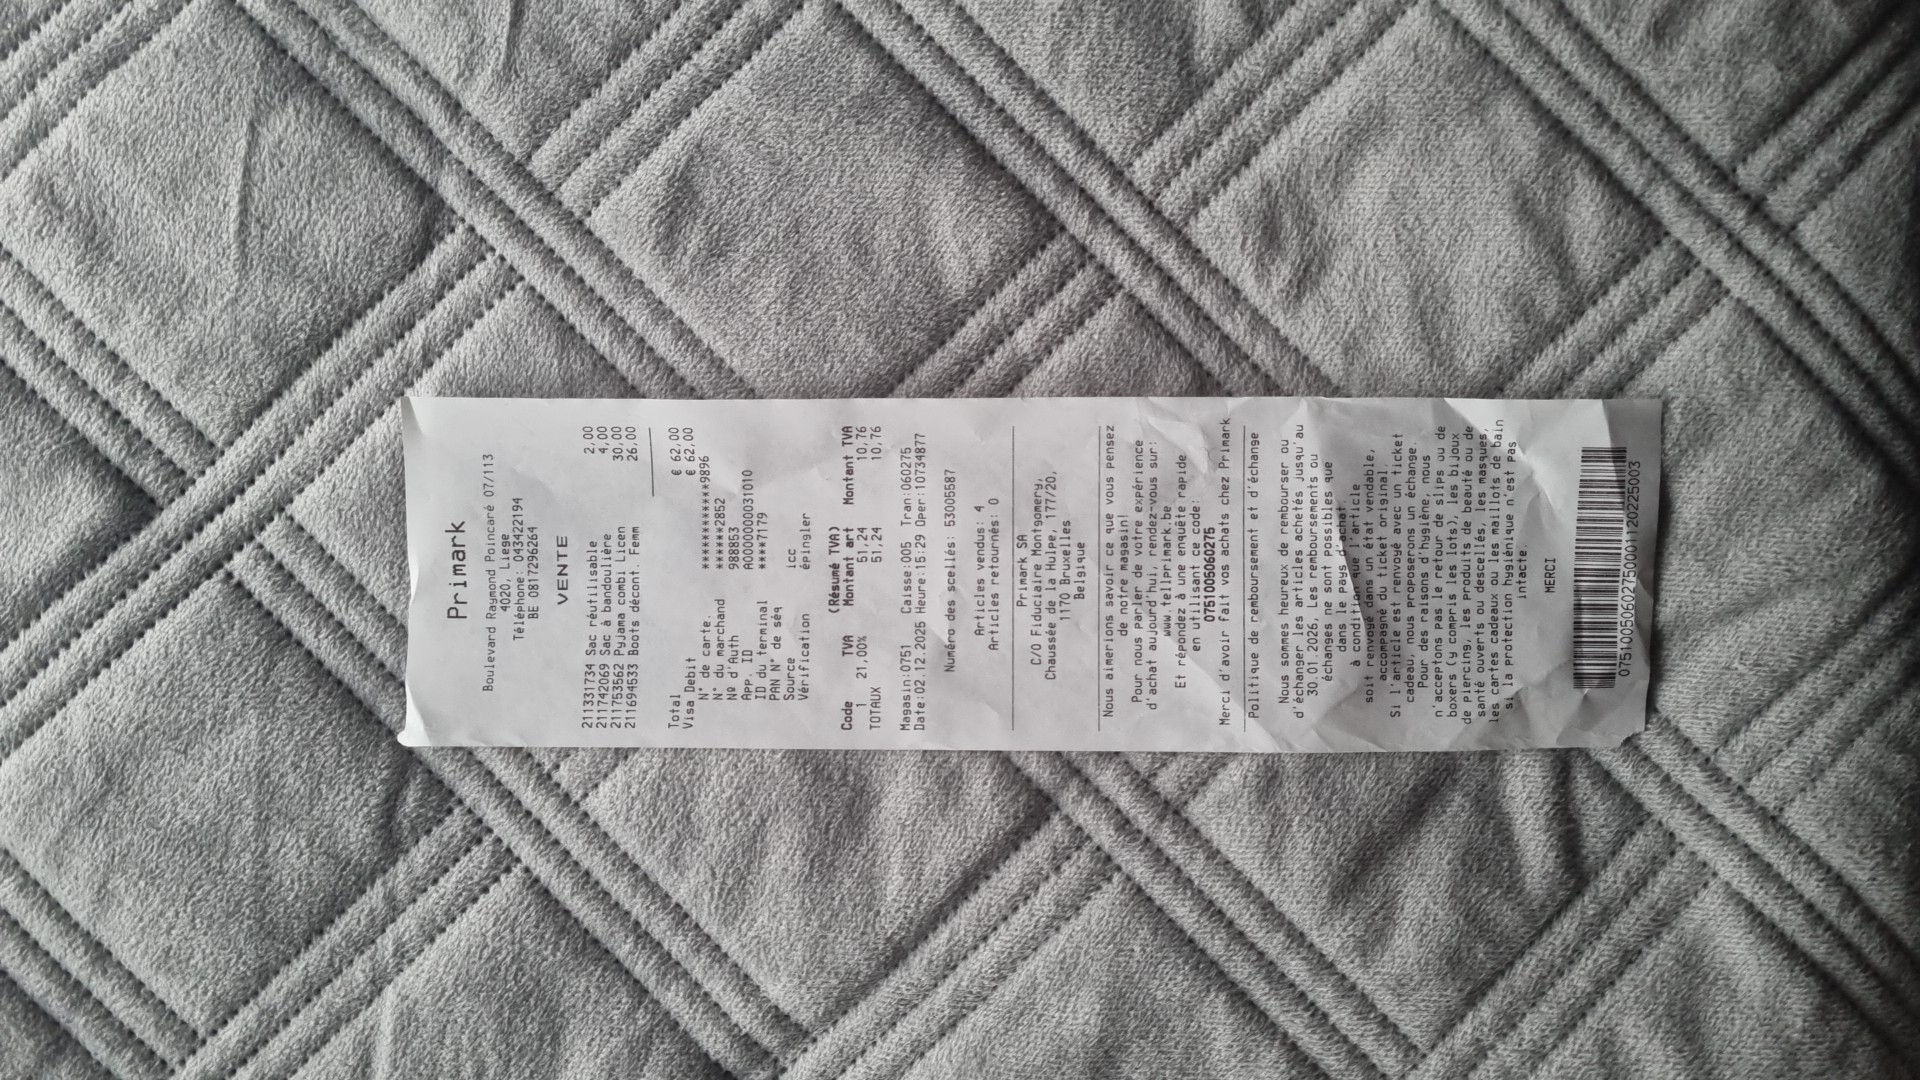 Primark
Boulevard Raymond Poincaré 07/113
4020, Liege
Téléphone: 043422194
BE 0817296264
VENTE
211331734 Sac réutilisable 2,00
211742069 Sac à bandoulière 4,00
211753562 Pyjama combi Licen 30,00
211694533 Boots décont. Femm 26,00
Total € 62,00
Visa Debit € 62,00
N° de carte. ************9896
N° du marchand ******2852
Nº d'Auth 988853
App. ID A0000000031010
ID du terminal ****7179
PAN N° de séq
Source icc
Vérification épingler
(Résumé TVA)
Code TVA Montant art Montant TVA
1 21,00% 51,24 10,76
TOTAUX 51,24 10,76
Magasin:0751 Caisse:005 Tran:060275
Date:02.12.2025 Heure:15:29 Oper:10734877
Numéro des scellés: 53005587
Articles vendus: 4
Articles retournés: 0
Primark SA
C/O Fiduciaire Montgomery,
Chaussée de la Hulpe, 177/20,
1170 Bruxelles
Belgique
Nous aimerions savoir ce que vous pensez
de notre magasin!
Pour nous parler de votre expérience
d'achat aujourd'hui, rendez-vous sur:
www.tellprimark.be
Et répondez à une enquête rapide
en utilisant ce code:
075100506027​5
Merci d'avoir fait vos achats chez Primark
Politique de remboursement et d'échange
Nous sommes heureux de rembourser ou
d'échanger les articles achetés jusqu'au
30.01.2026. Les remboursements ou
échanges ne sont possibles que
dans le pays d'achat
à condition que l'article
soit renvoyé dans un état vendable,
accompagné du ticket original.
Si l'article est renvoyé avec un ticket
cadeau, nous proposerons un échange.
Pour des raisons d'hygiène, nous
n'acceptons pas le retour de slips ou de
boxers (y compris les lots), les bijoux
de piercing, les produits de beauté ou de
santé ouverts ou descellés, les masques,
les cartes cadeaux ou les maillots de bain
si la protection hygiénique n'est pas
intacte.
MERCI
07510050602750001120225003